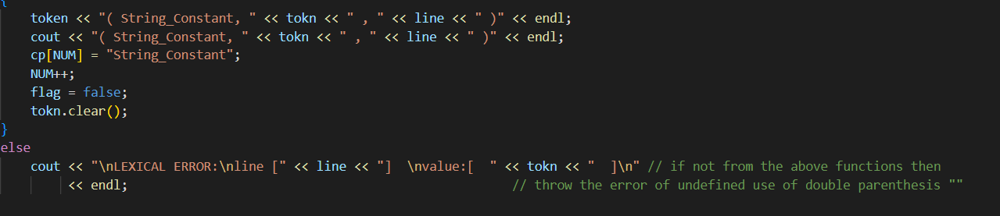 {
token << "( String_Constant, " << tokn << " , " << line << " )" << endl;
cout << "( String_Constant, " << tokn << " , " << line << " )" << endl;
cp[NUM] = "String_Constant";
NUM++;
flag = false;
tokn.clear();
}
else
cout << "\nLEXICAL ERROR:\nline [" << line << "]  \nvalue:[  " << tokn << "  ]\n" // if not from the above functions then
<< endl; // throw the error of undefined use of double parenthesis ""